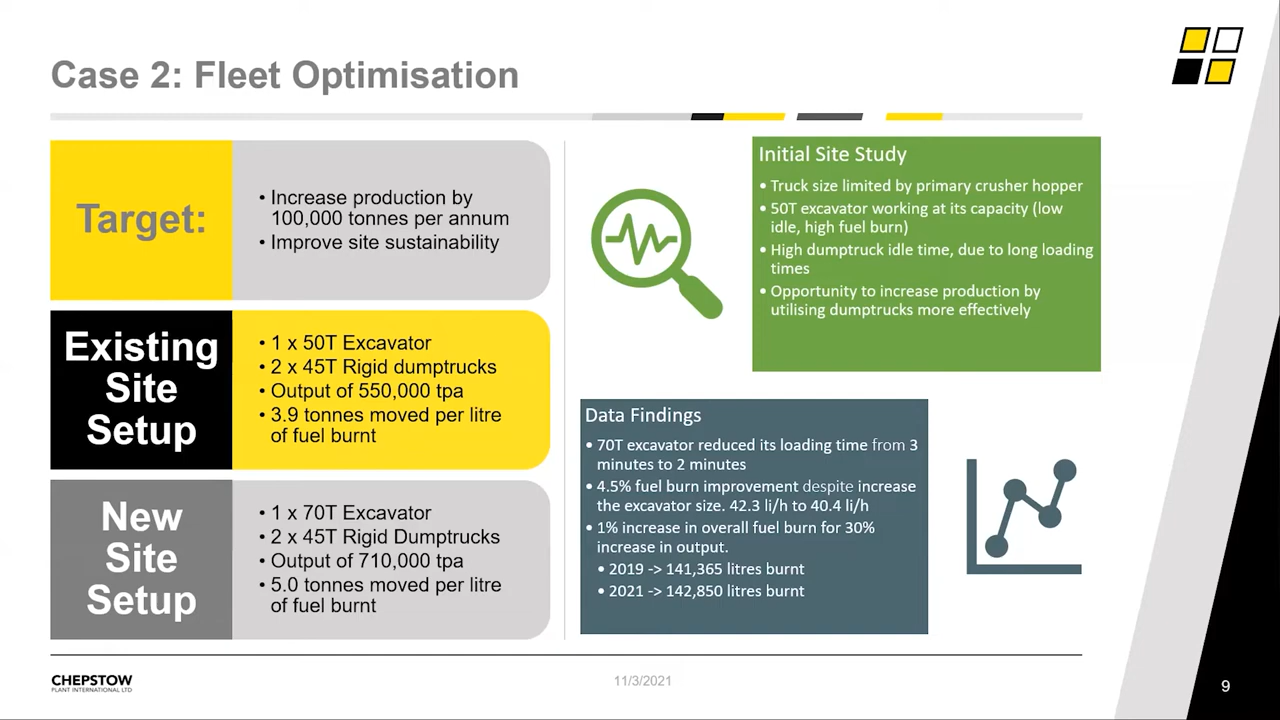 Case 2: Fleet Optimisation
Target:
• Increase production by
100,000 tonnes per annum
• Improve site sustainability
Existing
Site
Setup
• 1 x 50T Excavator
• 2 x 45T Rigid dumptrucks
• Output of 550,000 tpa
• 3.9 tonnes moved per litre
of fuel burnt
New
Site
Setup
• 1 x 70T Excavator
• 2 x 45T Rigid Dumptrucks
• Output of 710,000 tpa
• 5.0 tonnes moved per litre
of fuel burnt
Initial Site Study
• Truck size limited by primary crusher hopper
• 50T excavator working at its capacity (low
idle, high fuel burn)
• High dumptruck idle time, due to long loading
times
• Opportunity to increase production by
utilising dumptrucks more effectively
Data Findings
• 70T excavator reduced its loading time from 3
minutes to 2 minutes
• 4.5% fuel burn improvement despite increase
the excavator size. 42.3 li/h to 40.4 li/h
• 1% increase in overall fuel burn for 30%
increase in output.
• 2019 -> 141,365 litres burnt
• 2021 -> 142,850 litres burnt
CHEPSTOW
PLANT INTERNATIONAL LTD
11/3/2021
9